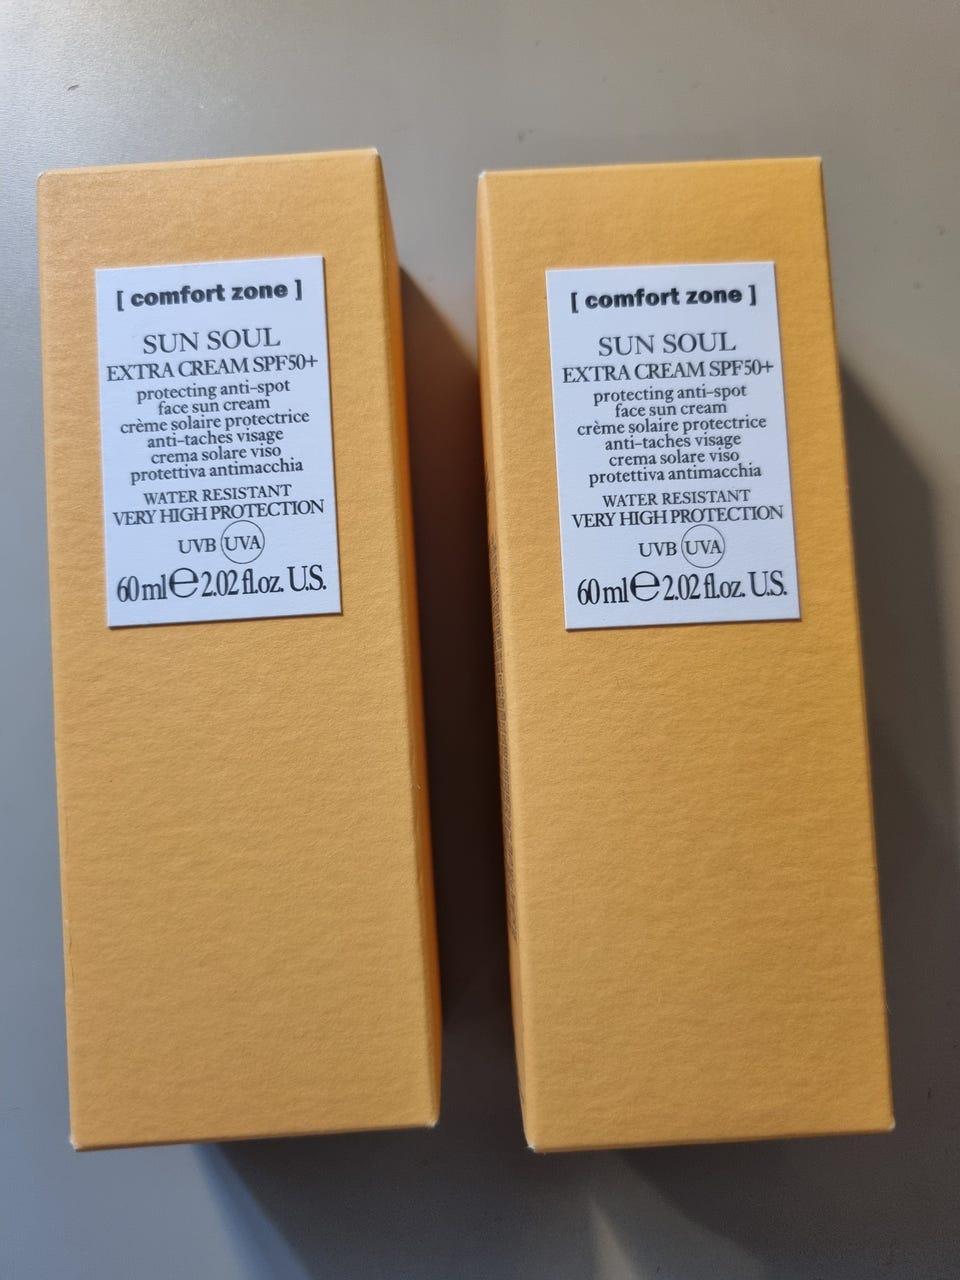 [ comfort zone ]
SUN SOUL
EXTRA CREAM SPF50+
protecting anti-spot
face sun cream
crème solaire protectrice
anti-taches visage
crema solare viso
protettiva antimacchia
WATER RESISTANT
VERY HIGH PROTECTION
UVB UVA
60 ml e 2.02 fl.oz. U.S.
[ comfort zone ]
SUN SOUL
EXTRA CREAM SPF50+
protecting anti-spot
face sun cream
crème solaire protectrice
anti-taches visage
crema solare viso
protettiva antimacchia
WATER RESISTANT
VERY HIGH PROTECTION
UVB UVA
60 ml e 2.02 fl.oz. U.S.